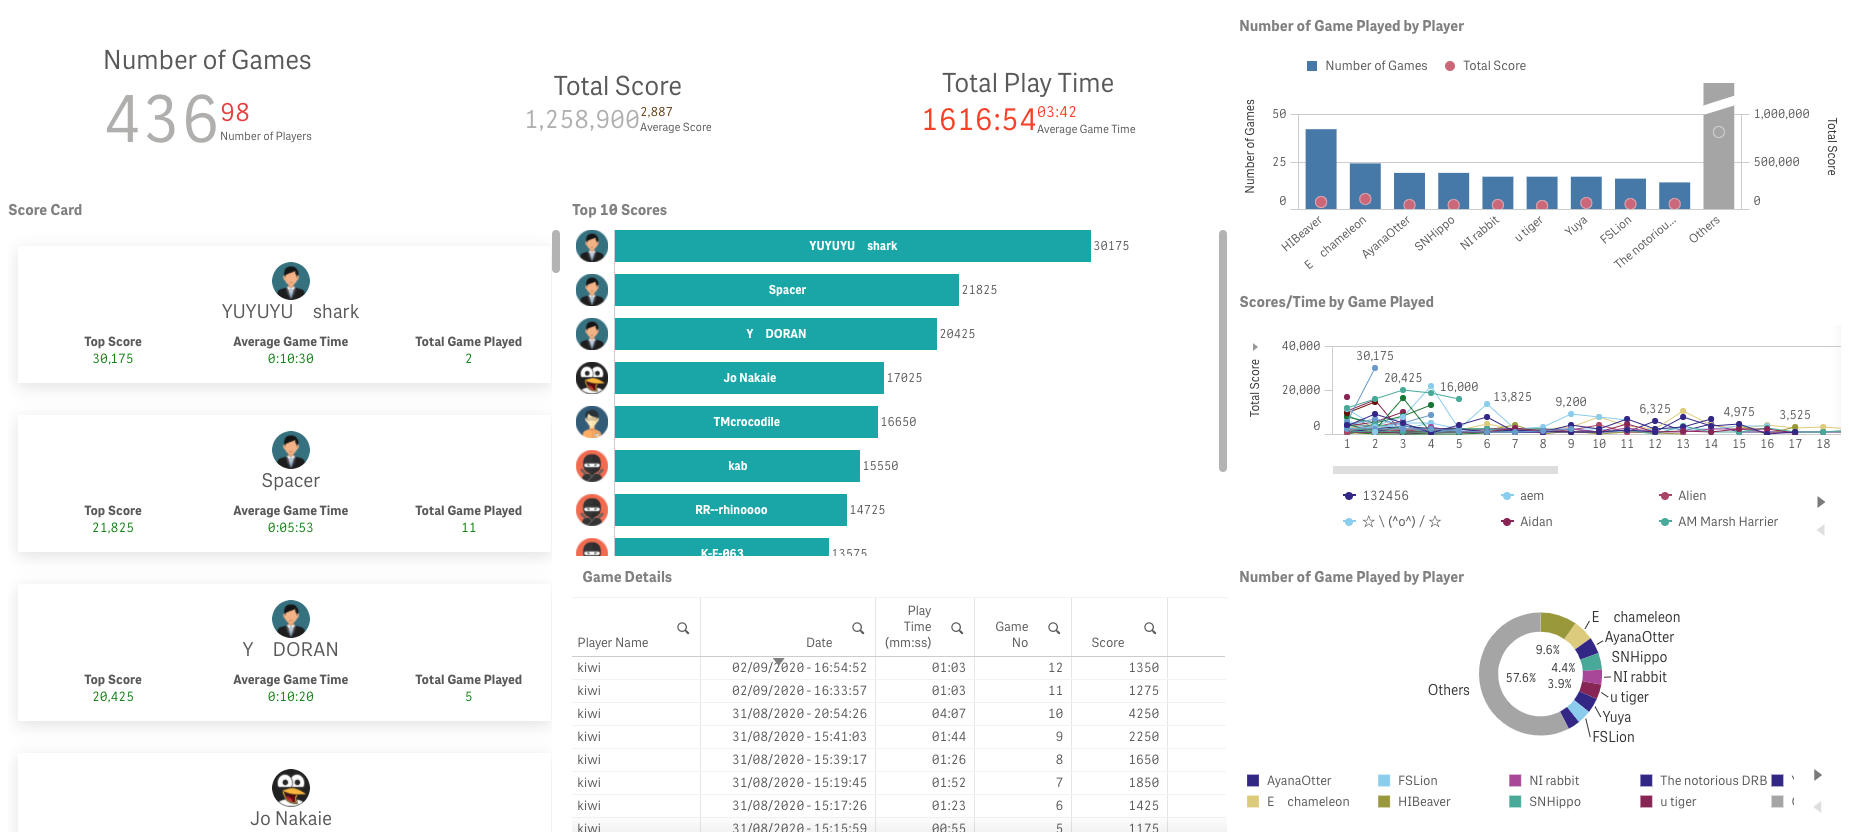 Number of Games
436
98
Number of Players
Total Score
1,258,900
2,887
Average Score
Total Play Time
1616:54
03:42
Average Game Time
Score Card
YUYUYU shark
Top Score Average Game Time Total Game Played
30,175 0:10:30 2
Spacer
Top Score Average Game Time Total Game Played
21,825 0:05:53 11
Y DORAN
Top Score Average Game Time Total Game Played
20,425 0:10:20 5
Jo Nakaie
Top 10 Scores
YUYUYU shark 30175
Spacer 21825
Y DORAN 20425
Jo Nakaie 17025
TMcrocodile 16650
kab 15550
RR--rhinoooo 14725
K-F-063 13575
Game Details
Player Name Date Play Time (mm:ss) Game No Score
kiwi 02/09/2020 - 16:54:52 01:03 12 1350
kiwi 02/09/2020 - 16:33:57 01:03 11 1275
kiwi 31/08/2020 - 20:54:26 04:07 10 4250
kiwi 31/08/2020 - 15:41:03 01:44 9 2250
kiwi 31/08/2020 - 15:39:17 01:26 8 1650
kiwi 31/08/2020 - 15:19:45 01:52 7 1850
kiwi 31/08/2020 - 15:17:26 01:23 6 1425
kiwi 31/08/2020 - 15:15:59 00:55 5 1175
Number of Game Played by Player
Number of Games Total Score
Number of Games
50
25
0
1,000,000
500,000
0
Total Score
HIBeaver
E chameleon
AyanaOtter
SNHippo
NI rabbit
u tiger
Yuya
FSLion
The notoriou...
Others
Scores/Time by Game Played
Total Score
40,000
20,000
0
30,175
20,425
16,000
13,825
9,200
6,325
4,975
3,525
1 2 3 4 5 6 7 8 9 10 11 12 13 14 15 16 17 18
132456 aem Alien
☆ \ (^o^) / ☆ Aidan AM Marsh Harrier
Number of Game Played by Player
E chameleon
AyanaOtter
SNHippo
NI rabbit
u tiger
Yuya
FSLion
Others
9.6%
4.4%
3.9%
57.6%
AyanaOtter FSLion NI rabbit The notorious DRB
E chameleon HIBeaver SNHippo u tiger